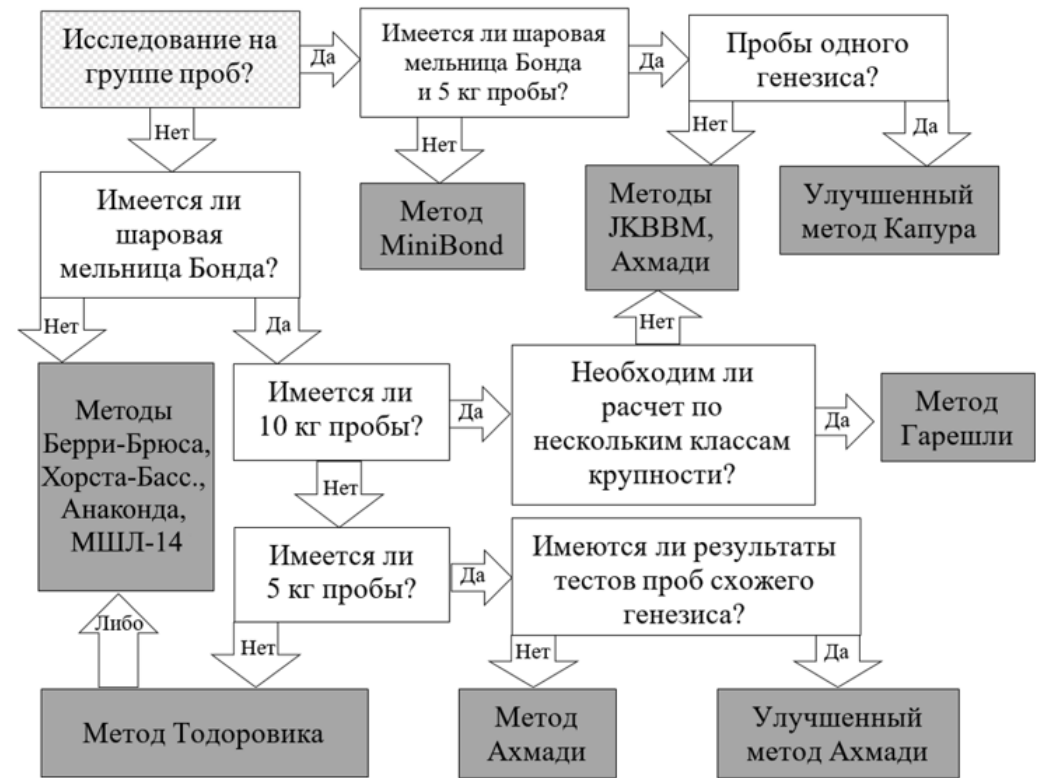 Исследование на
группе проб?
Да
Имеется ли шаровая
мельница Бонда
и 5 кг пробы?
Да
Пробы одного
генезиса?
Нет
Нет
Нет
Да
Имеется ли
шаровая
мельница Бонда?
Метод
MiniBond
Методы
JKBBM,
Ахмади
Улучшенный
метод Капура
Нет
Да
Нет
Методы
Берри-Брюса,
Хорста-Басс.,
Анаконда,
МШЛ-14
Имеется ли
10 кг пробы?
Да
Необходим ли
расчет по
нескольким классам
крупности?
Да
Метод
Гарешли
Нет
Имеется ли
5 кг пробы?
Да
Имеются ли результаты
тестов проб схожего
генезиса?
Либо
Нет
Нет
Да
Метод Тодоровика
Метод
Ахмади
Улучшенный
метод Ахмади